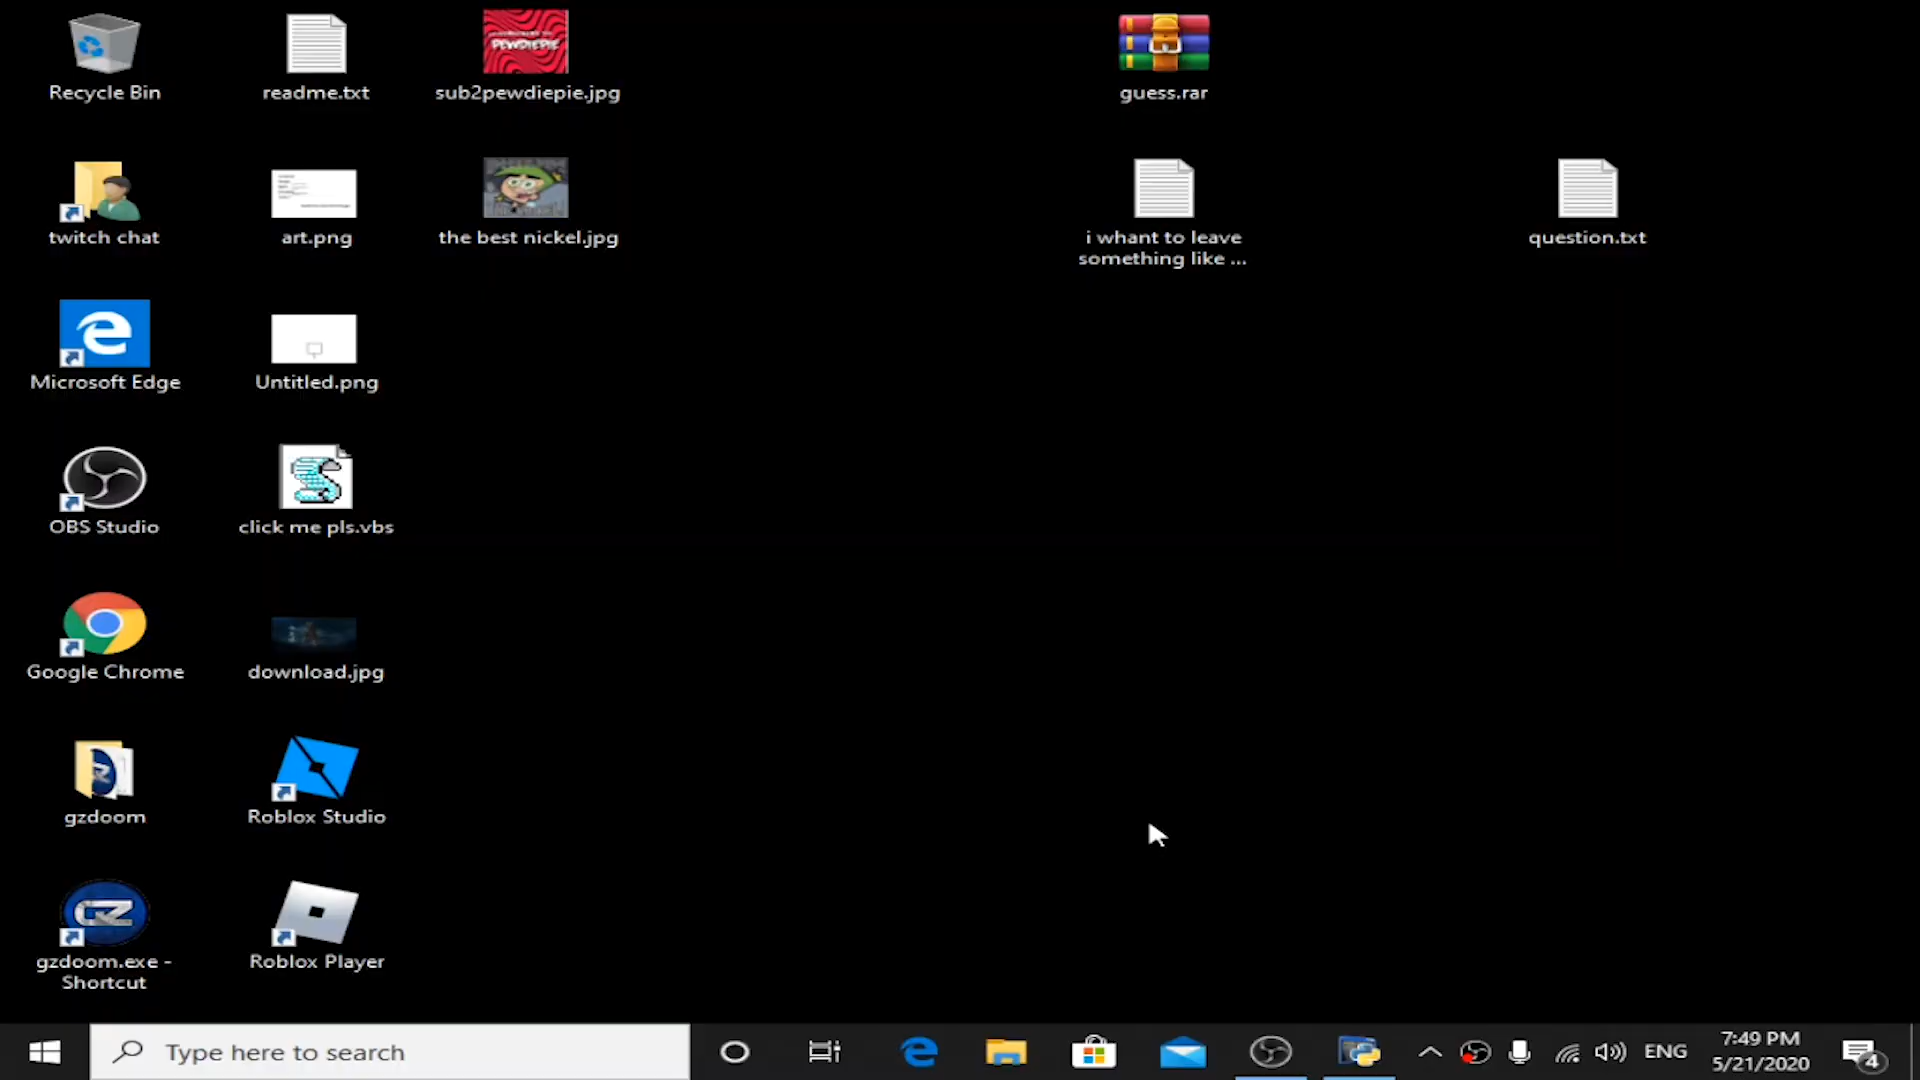 Recycle Bin
readme.txt
PEWDIEPIE
sub2pewdiepie.jpg
guess.rar
twitch chat
art.png
the best nickel.jpg
i whant to leave
something like ...
question.txt
Microsoft Edge
Untitled.png
OBS Studio
click me pls.vbs
Google Chrome
download.jpg
gzdoom
Roblox Studio
GZ
gzdoom.exe -
Shortcut
Roblox Player
Type here to search
ENG
7:49 PM
5/21/2020
4